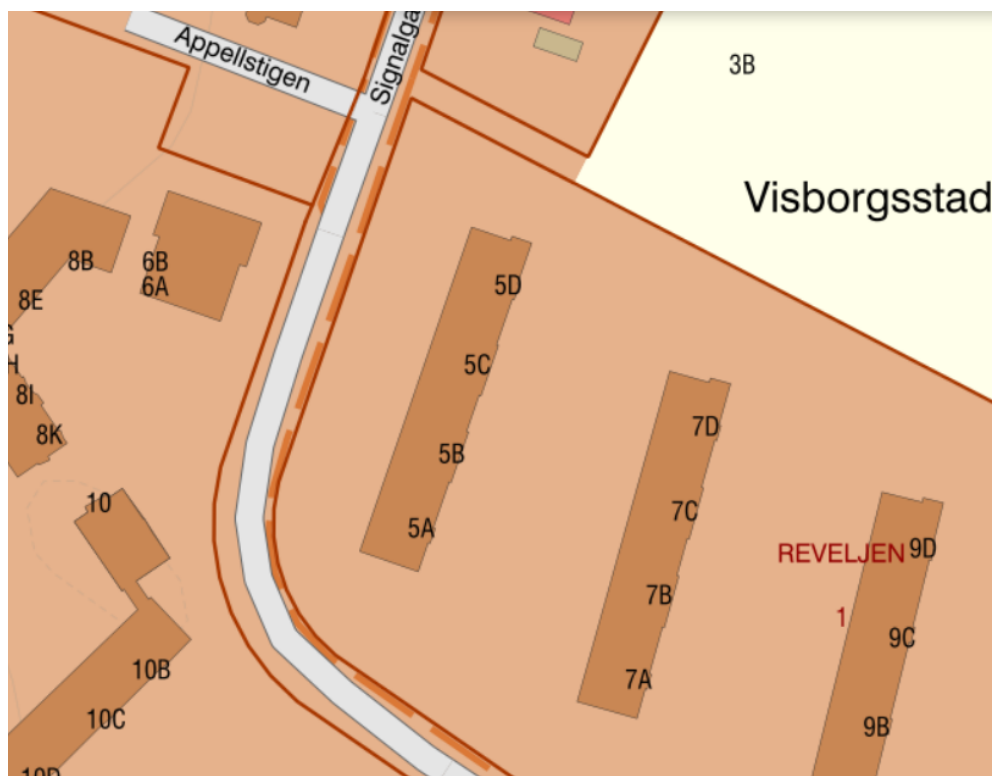 Appellstigen
Signalga
3B
Visborgsstad
8B
6B
6A
8E
H
8I
8K
5D
5C
5B
5A
7D
7C
7B
7A
10
10B
10C
10D
REVELJEN
1
9D
9C
9B